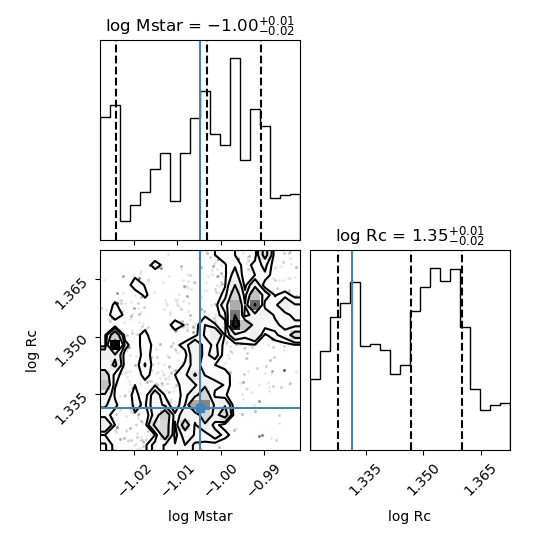 log Mstar = −1.00+0.01 −0.02
log Rc = 1.35+0.01 −0.02
1.365
1.350
1.335
log Rc
−1.02
−1.01
−1.00
−0.99
log Mstar
1.335
1.350
1.365
log Rc